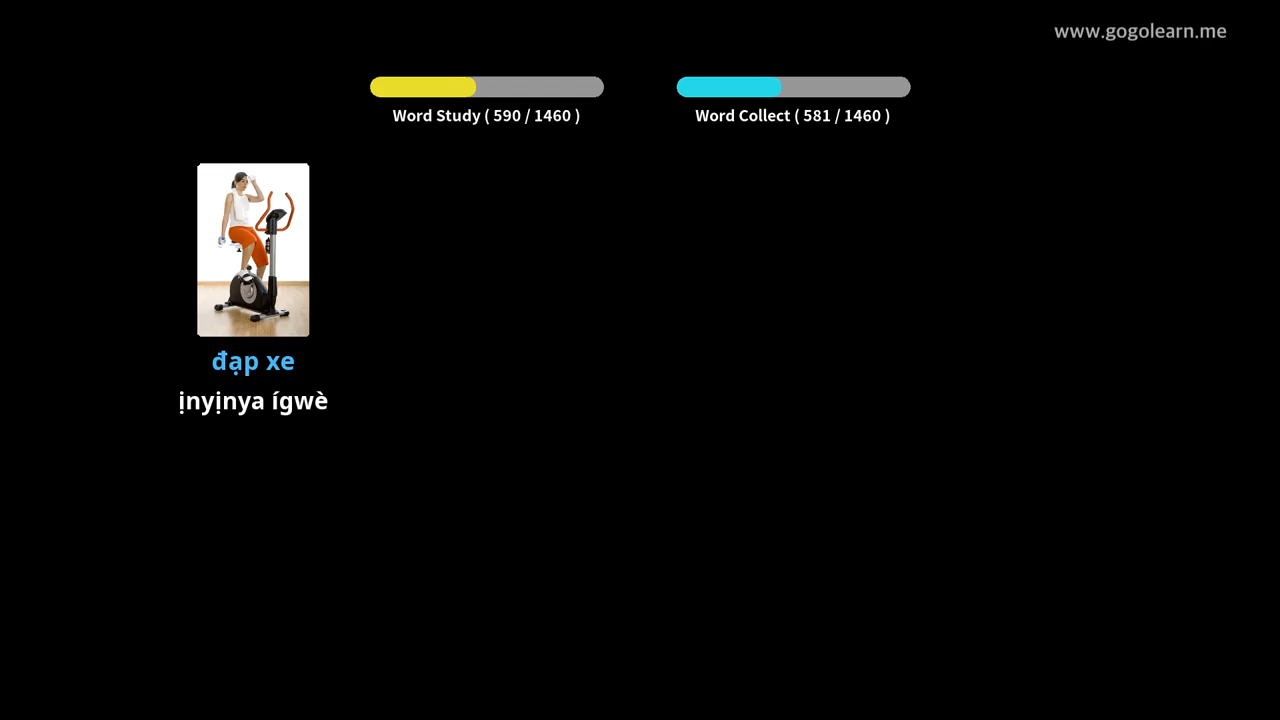 www.gogolearn.me
Word Study ( 590 / 1460 )
Word Collect ( 581 / 1460 )
đạp xe
ịnyịnya ígwè